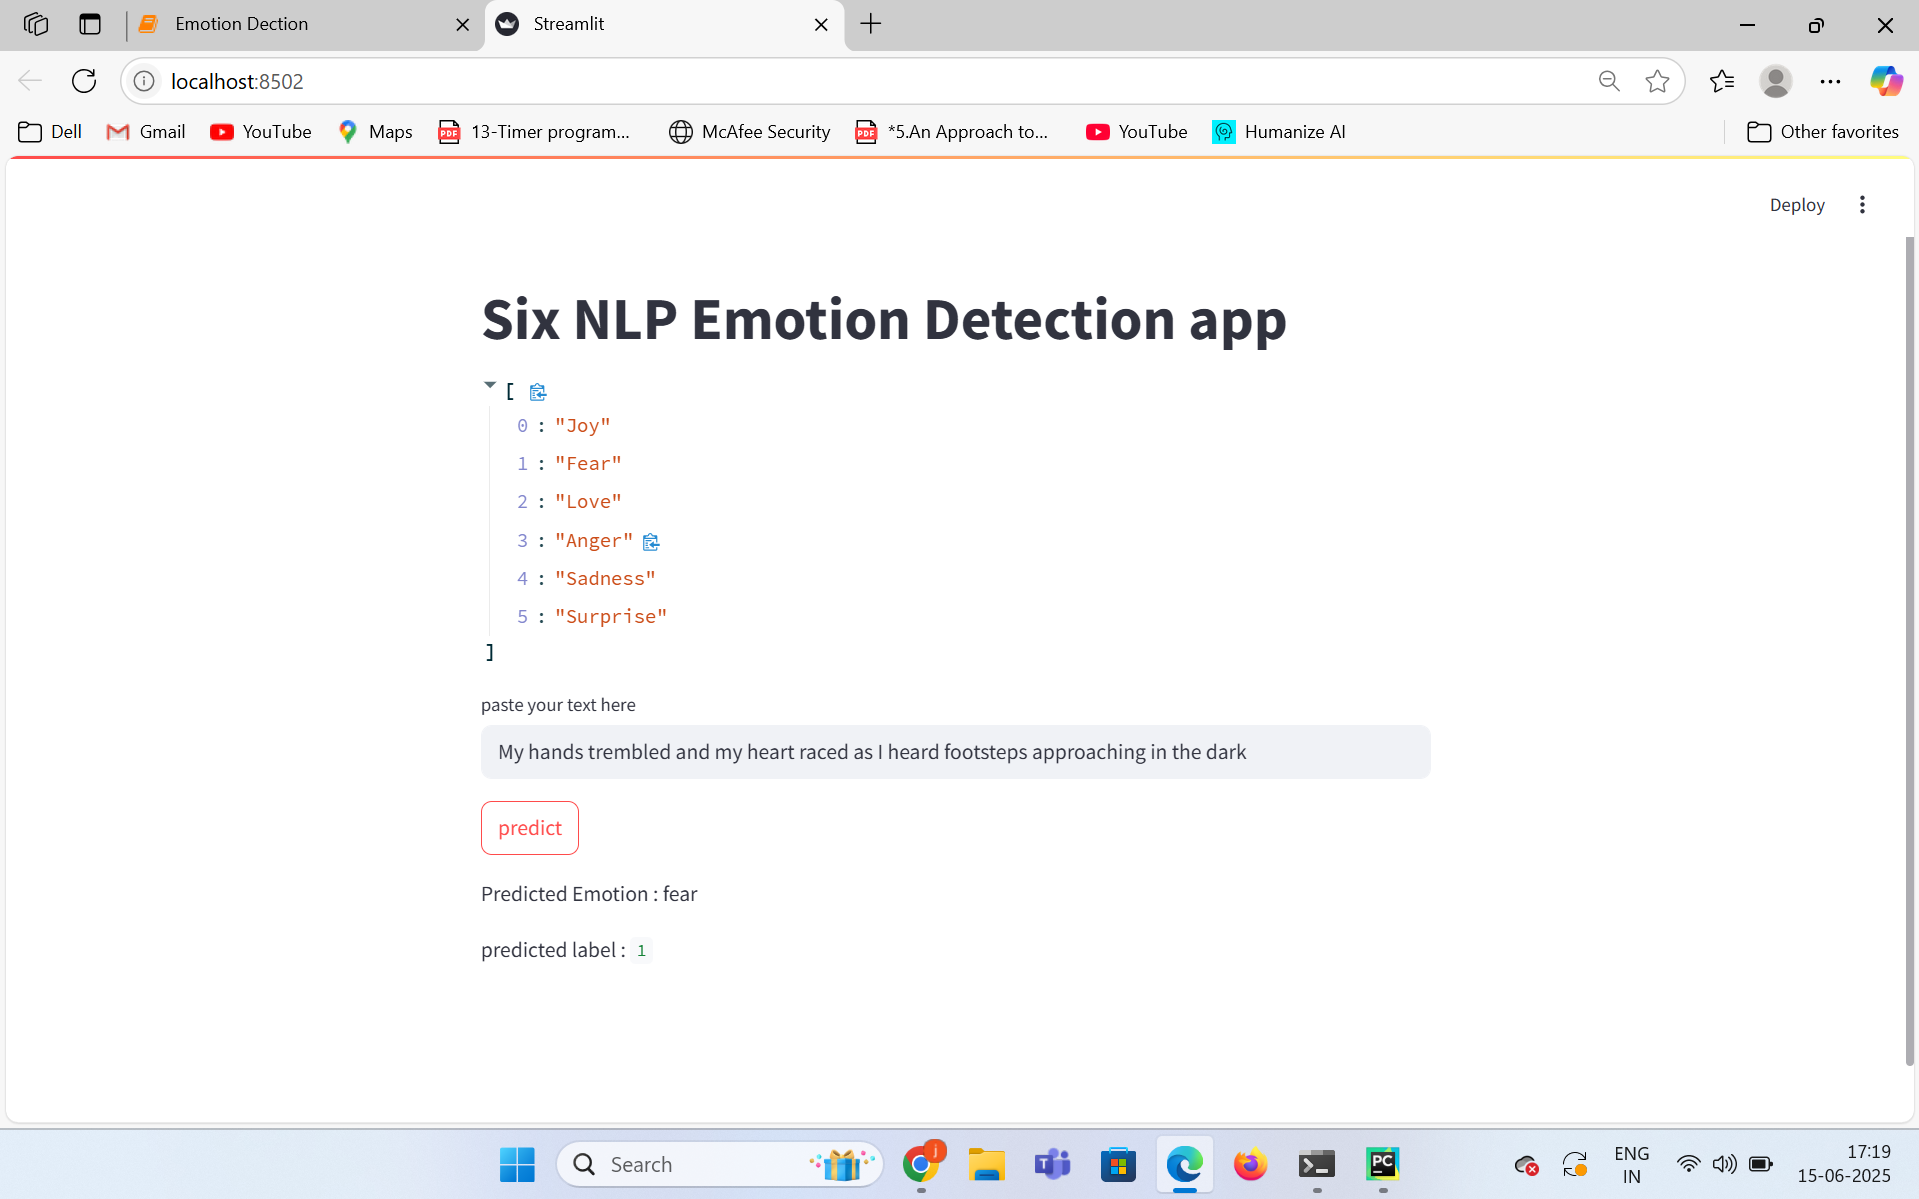 Emotion Dection
Streamlit
localhost:8502
Dell
Gmail
YouTube
Maps
PDF
13-Timer program...
McAfee Security
PDF
*5.An Approach to...
YouTube
Humanize AI
Other favorites
Deploy
Six NLP Emotion Detection app
[
0 : "Joy"
1 : "Fear"
2 : "Love"
3 : "Anger"
4 : "Sadness"
5 : "Surprise"
]
paste your text here
My hands trembled and my heart raced as I heard footsteps approaching in the dark
predict
Predicted Emotion : fear
predicted label : 1
Search
j
PC
ENG
IN
17:19
15-06-2025